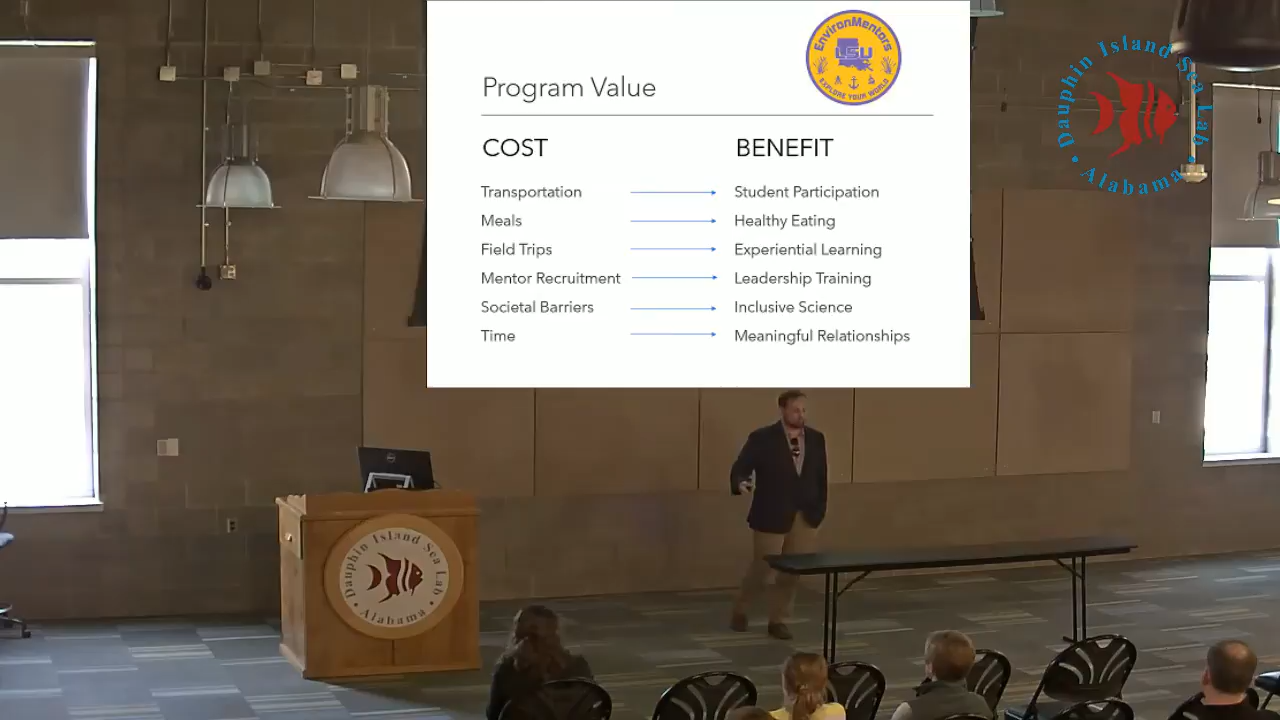 EnvironMentors
LSU
EXPLORE YOUR WORLD
Program Value
COST BENEFIT
Transportation Student Participation
Meals Healthy Eating
Field Trips Experiential Learning
Mentor Recruitment Leadership Training
Societal Barriers Inclusive Science
Time Meaningful Relationships
Dauphin Island Sea Lab
Alabama
Dauphin Island Sea Lab
Alabama